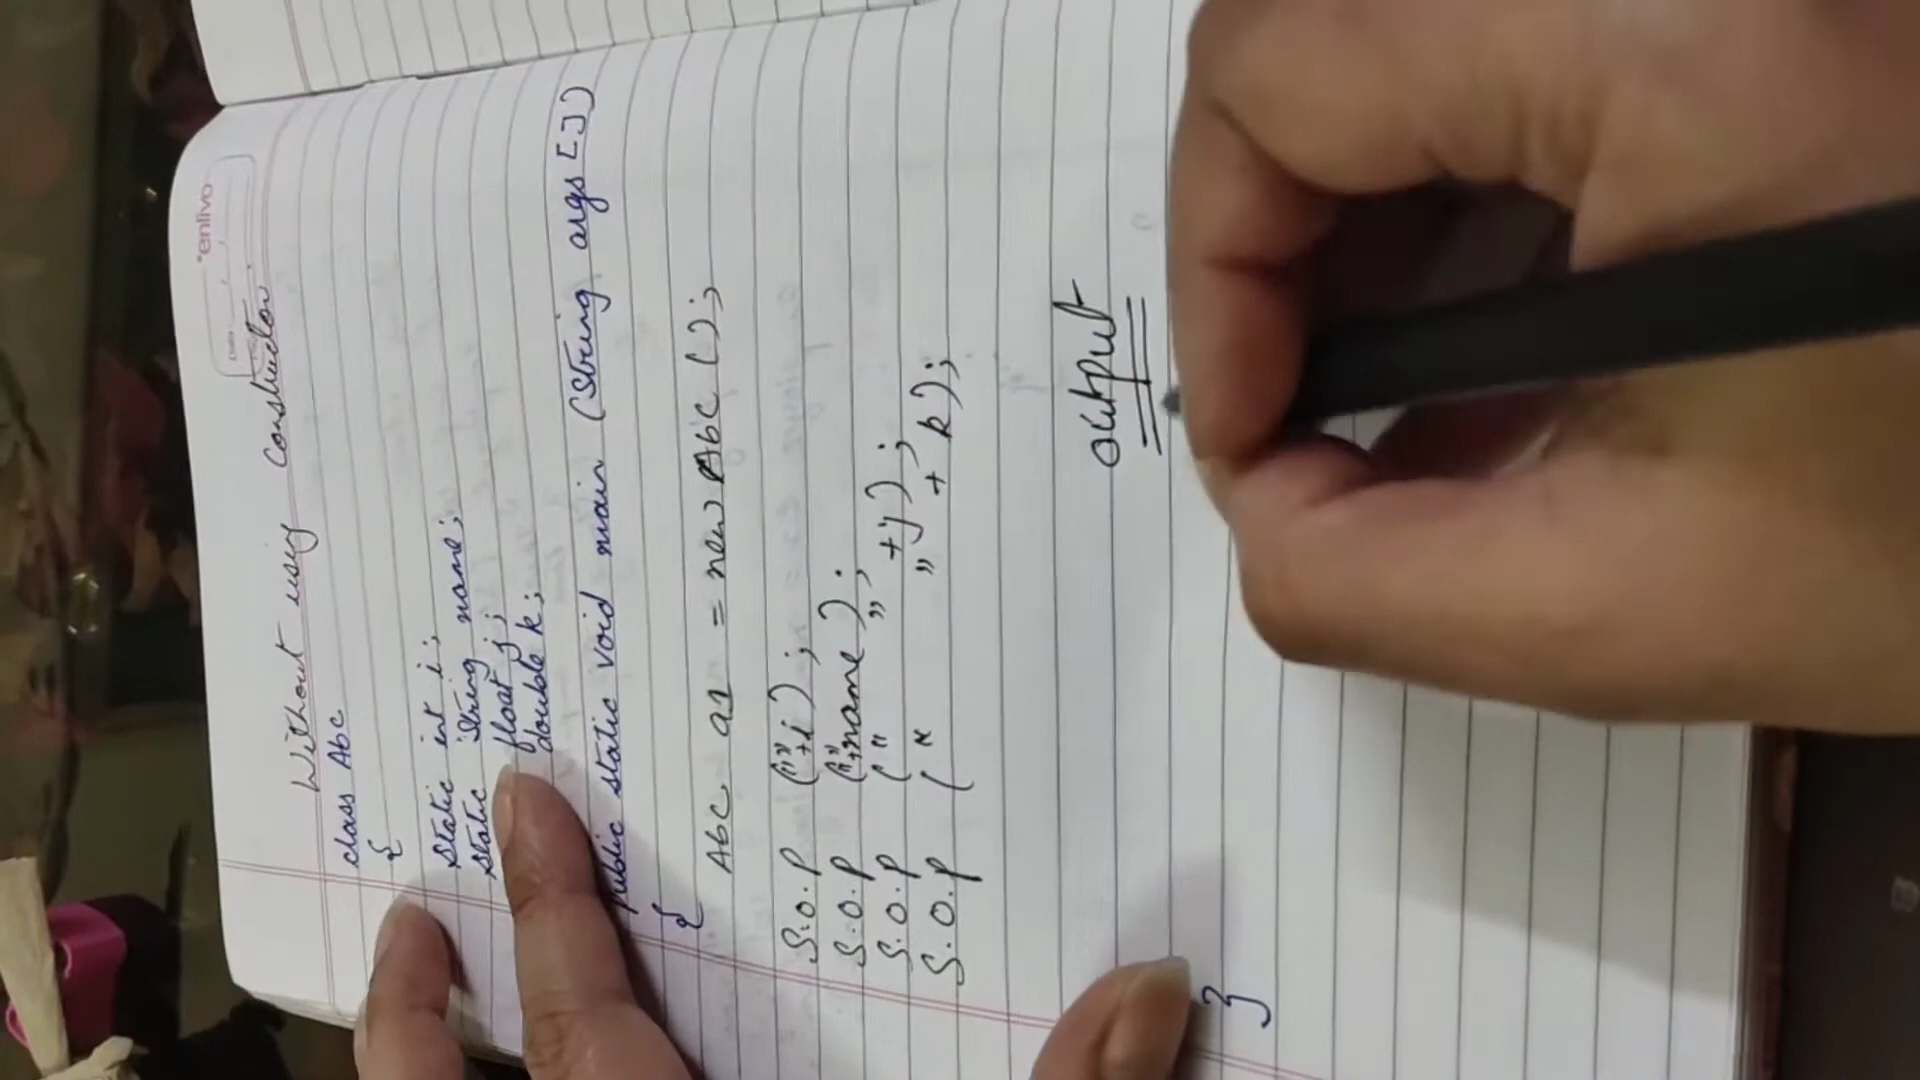 enlivo
Date
Without using Constructor.
class Abc
{
static int i;
static String name;
float j;
double k;
public static void main (String args [])
{
Abc a1 = new Abc ();
S.O.P (""+i);
S.O.P (""+name);
S.O.P (" " +j);
S.O.P (" " + k);
output
}